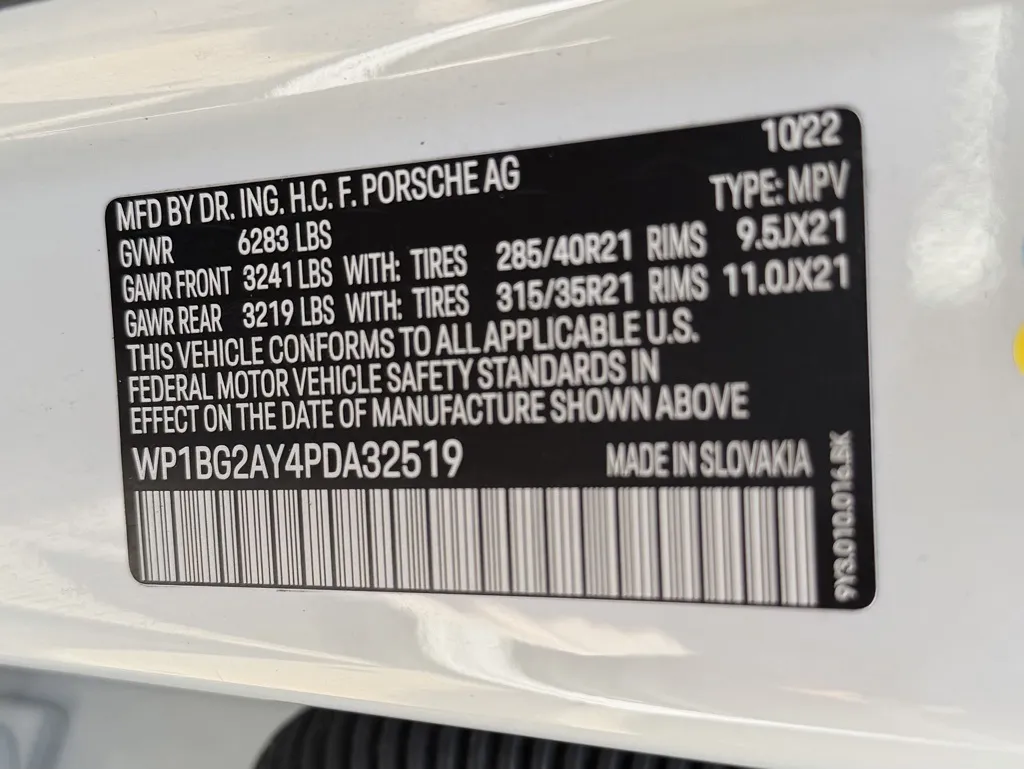 10/22
MFD BY DR. ING. H.C. F. PORSCHE AG TYPE: MPV
GVWR 6283 LBS
GAWR FRONT 3241 LBS WITH: TIRES 285/40R21 RIMS 9.5JX21
GAWR REAR 3219 LBS WITH: TIRES 315/35R21 RIMS 11.0JX21
THIS VEHICLE CONFORMS TO ALL APPLICABLE U.S.
FEDERAL MOTOR VEHICLE SAFETY STANDARDS IN
EFFECT ON THE DATE OF MANUFACTURE SHOWN ABOVE
WP1BG2AY4PDA32519 MADE IN SLOVAKIA
9Y3.010.016.BK